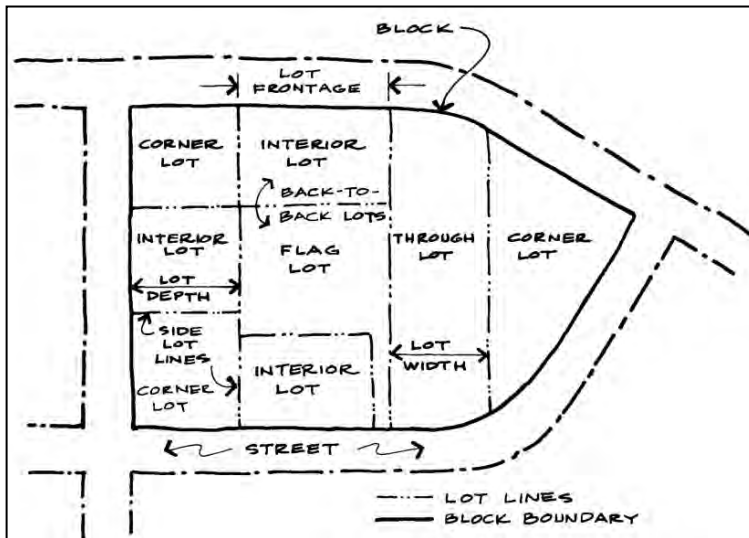 BLOCK
LOT
FRONTAGE
CORNER
LOT
INTERIOR
LOT
BACK-TO-
BACK LOTS
INTERIOR
LOT
FLAG
LOT
THROUGH
LOT
CORNER
LOT
LOT
DEPTH
SIDE
LOT
LINES
CORNER
LOT
INTERIOR
LOT
LOT
WIDTH
STREET
LOT LINES
BLOCK BOUNDARY